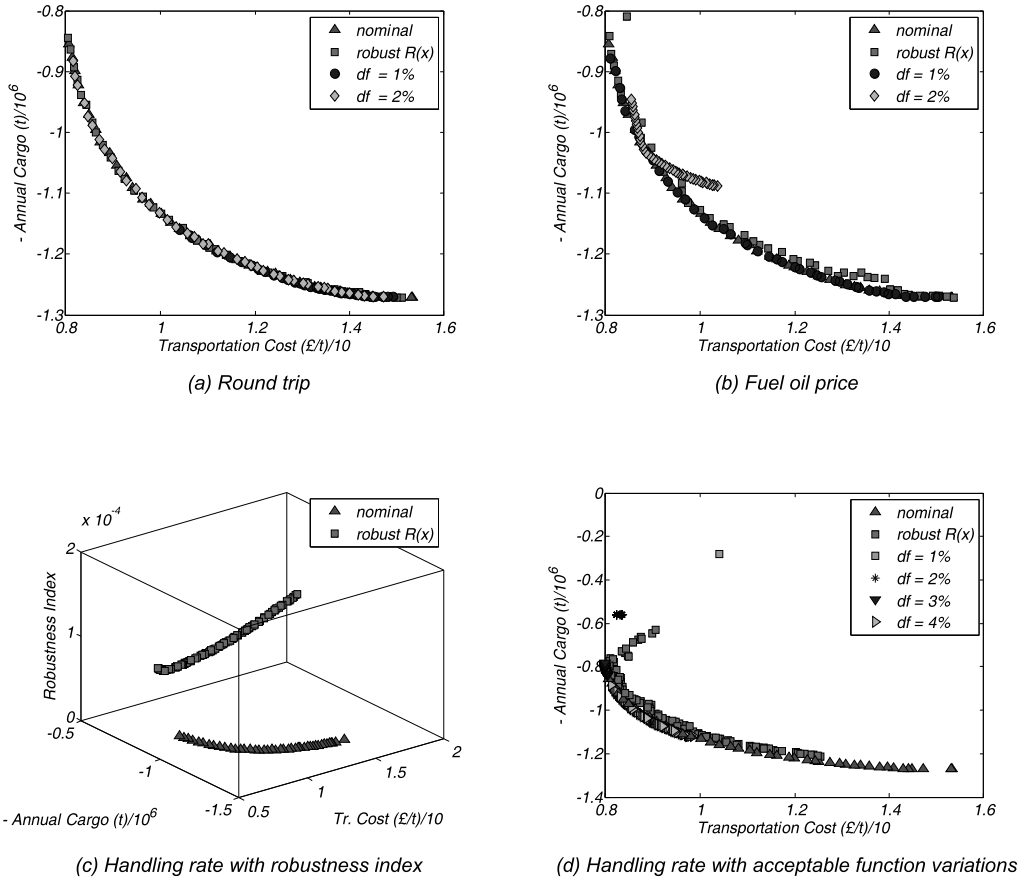 -0.8
-0.9
-1
-1.1
-1.2
-1.3
- Annual Cargo (t)/10^6
nominal
robust R(x)
df = 1%
df = 2%
0.8 1 1.2 1.4 1.6
Transportation Cost (£/t)/10
(a) Round trip
-0.8
-0.9
-1
-1.1
-1.2
-1.3
- Annual Cargo (t)/10^6
nominal
robust R(x)
df = 1%
df = 2%
0.8 1 1.2 1.4 1.6
Transportation Cost (£/t)/10
(b) Fuel oil price
x 10^-4
2
1
0
Robustness Index
nominal
robust R(x)
-0.5
-1
-1.5
- Annual Cargo (t)/10^6
0.5
1
1.5
2
Tr. Cost (£/t)/10
(c) Handling rate with robustness index
0
-0.2
-0.4
-0.6
-0.8
-1
-1.2
-1.4
- Annual Cargo (t)/10^6
nominal
robust R(x)
df = 1%
df = 2%
df = 3%
df = 4%
0.8 1 1.2 1.4 1.6
Transportation Cost (£/t)/10
(d) Handling rate with acceptable function variations